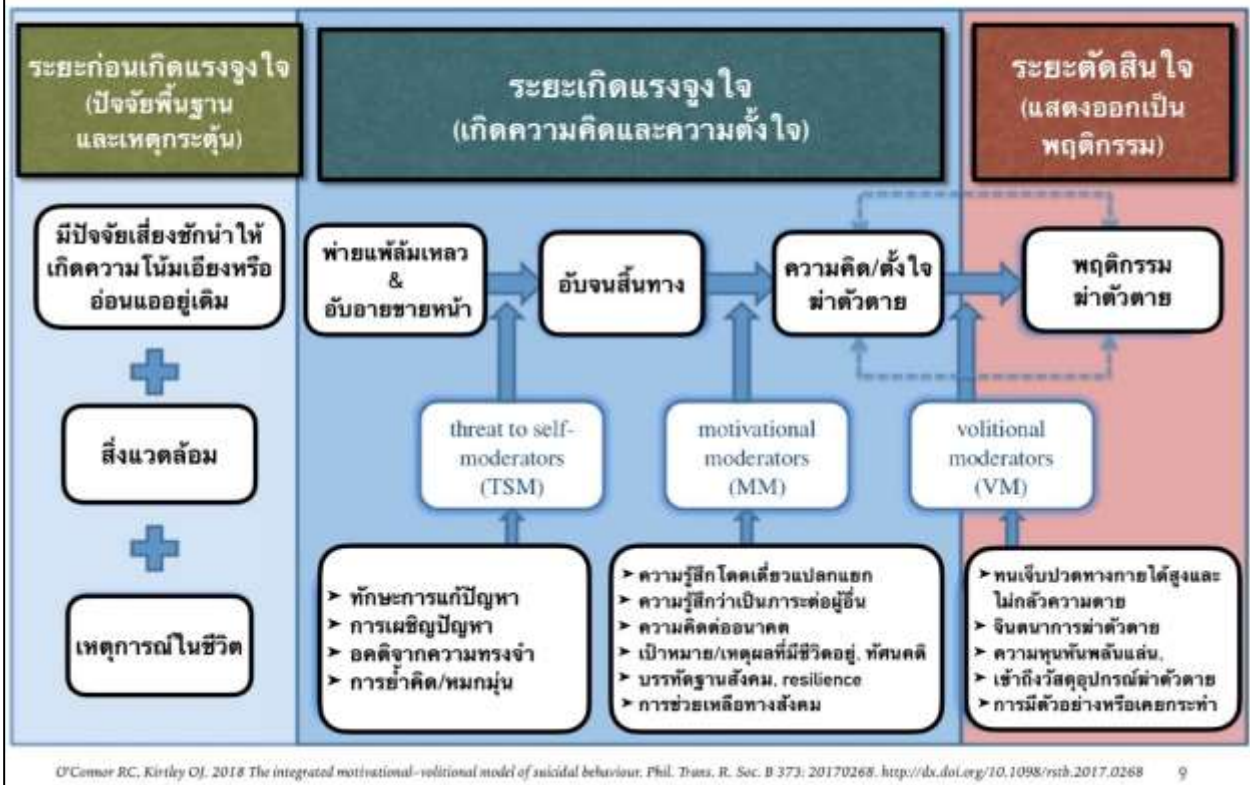 ระยะก่อนเกิดแรงจูงใจ
(ปัจจัยพื้นฐาน
และเหตุกระตุ้น)
ระยะเกิดแรงจูงใจ
(เกิดความคิดและความตั้งใจ)
ระยะตัดสินใจ
(แสดงออกเป็น
พฤติกรรม)
มีปัจจัยเสี่ยงชักนำให้
เกิดความโน้มเอียงหรือ
อ่อนแออยู่เดิม
สิ่งแวดล้อม
เหตุการณ์ในชีวิต
พ่ายแพ้ล้มเหลว
&
อับอายขายหน้า
อับจนสิ้นทาง
ความคิด/ตั้งใจ
ฆ่าตัวตาย
พฤติกรรม
ฆ่าตัวตาย
threat to self-
moderators
(TSM)
motivational
moderators
(MM)
volitional
moderators
(VM)
➤ ทักษะการแก้ปัญหา
➤ การเผชิญปัญหา
➤ อคติจากความทรงจำ
➤ การย้ำคิด/หมกมุ่น
➤ ความรู้สึกโดดเดี่ยวแปลกแยก
➤ ความรู้สึกว่าเป็นภาระต่อผู้อื่น
➤ ความคิดต่ออนาคต
➤ เป้าหมาย/เหตุผลที่มีชีวิตอยู่, ทัศนคติ
➤ บรรทัดฐานสังคม, resilience
➤ การช่วยเหลือทางสังคม
➤ ทนเจ็บปวดทางกายได้สูงและ
ไม่กลัวความตาย
➤ จินตนาการฆ่าตัวตาย
➤ ความหุนหันพลันแล่น,
➤ เข้าถึงวัสดุอุปกรณ์ฆ่าตัวตาย
➤ การมีตัวอย่างหรือเคยกระทำ
O'Connor RC, Kirtley OJ. 2018 The integrated motivational–volitional model of suicidal behaviour. Phil. Trans. R. Soc. B 373: 20170268. http://dx.doi.org/10.1098/rstb.2017.0268
9